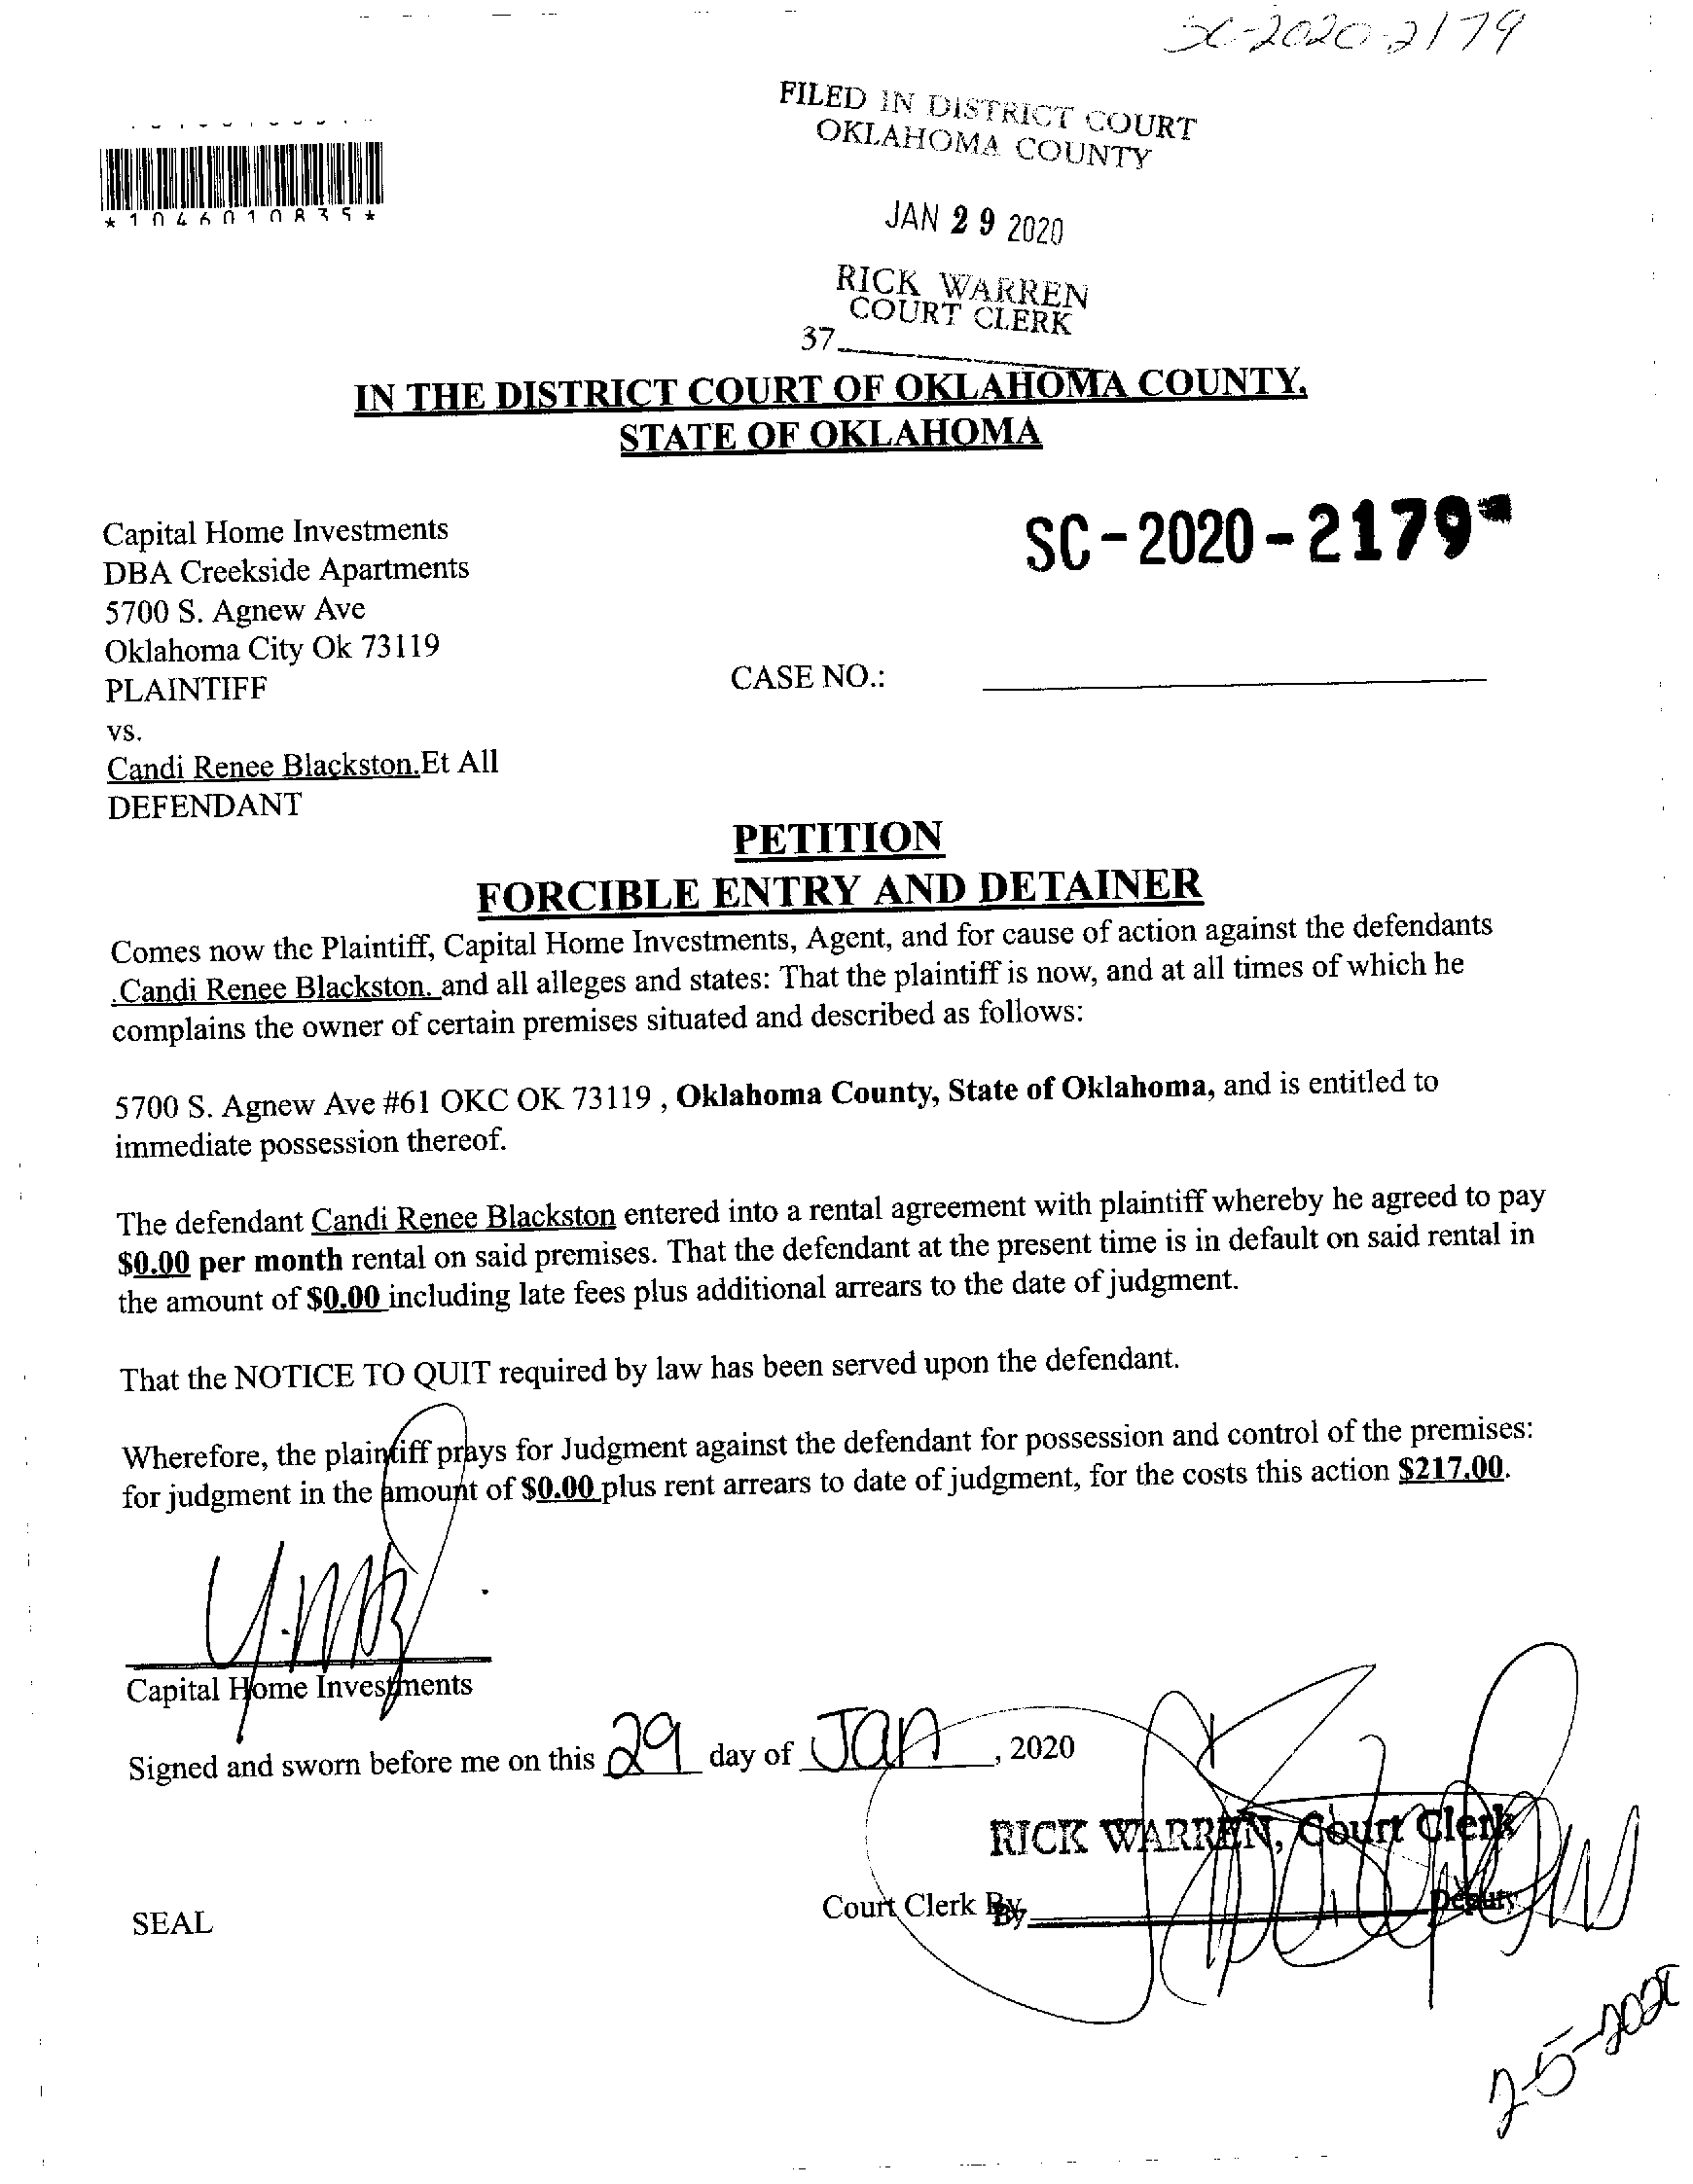 SC-2020-2179
FILED IN DISTRICT COURT
OKLAHOMA COUNTY
*1046010835*
JAN 29 2020
RICK WARREN
COURT CLERK
37
IN THE DISTRICT COURT OF OKLAHOMA COUNTY,
STATE OF OKLAHOMA
Capital Home Investments
DBA Creekside Apartments
5700 S. Agnew Ave
Oklahoma City Ok 73119
PLAINTIFF
vs.
Candi Renee Blackston.Et All
DEFENDANT
SC-2020-2179
CASE NO.:
PETITION
FORCIBLE ENTRY AND DETAINER
Comes now the Plaintiff, Capital Home Investments, Agent, and for cause of action against the defendants
.Candi Renee Blackston. and all alleges and states: That the plaintiff is now, and at all times of which he
complains the owner of certain premises situated and described as follows:
5700 S. Agnew Ave #61 OKC OK 73119 , Oklahoma County, State of Oklahoma, and is entitled to
immediate possession thereof.
The defendant Candi Renee Blackston entered into a rental agreement with plaintiff whereby he agreed to pay
$0.00 per month rental on said premises. That the defendant at the present time is in default on said rental in
the amount of $0.00 including late fees plus additional arrears to the date of judgment.
That the NOTICE TO QUIT required by law has been served upon the defendant.
Wherefore, the plaintiff prays for Judgment against the defendant for possession and control of the premises:
for judgment in the amount of $0.00 plus rent arrears to date of judgment, for the costs this action $217.00.
Capital Home Investments
Signed and sworn before me on this 29 day of Jan, 2020
RICK WARREN, Court Clerk
Court Clerk By
By Deputy
SEAL